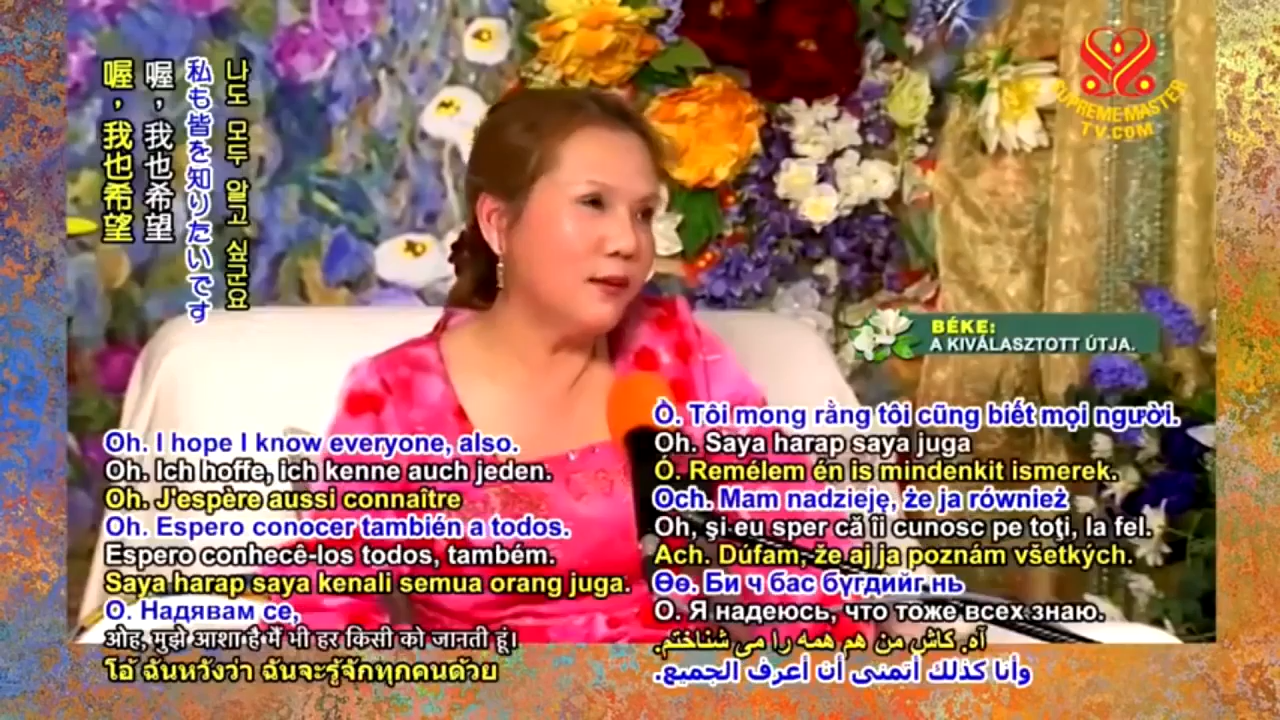 나도 모두 알고 싶군요
私も皆を知りたいです
喔，我也希望
喔，我也希望
SUPREME MASTER
TV.COM
BÉKE:
A KIVÁLASZTOTT ÚTJA.
Oh. I hope I know everyone, also.
Oh. Ich hoffe, ich kenne auch jeden.
Oh. J'espère aussi connaître
Oh. Espero conocer también a todos.
Espero conhecê-los todos, também.
Saya harap saya kenali semua orang juga.
О. Надявам се,
ओह, मुझे आशा है मैं भी हर किसी को जानती हूं।
โอ้ ฉันหวังว่า ฉันจะรู้จักทุกคนด้วย
Ồ. Tôi mong rằng tôi cũng biết mọi người.
Oh. Saya harap saya juga
Ó. Remélem én is mindenkit ismerek.
Och. Mam nadzieję, że ja również
Oh, şi eu sper că îi cunosc pe toţi, la fel.
Ach. Dúfam, že aj ja poznám všetkých.
Өө. Би ч бас бүгдийг нь
О. Я надеюсь, что тоже всех знаю.
آه. کاش من هم همه را می شناختم.
وأنا كذلك أتمنى أن أعرف الجميع.